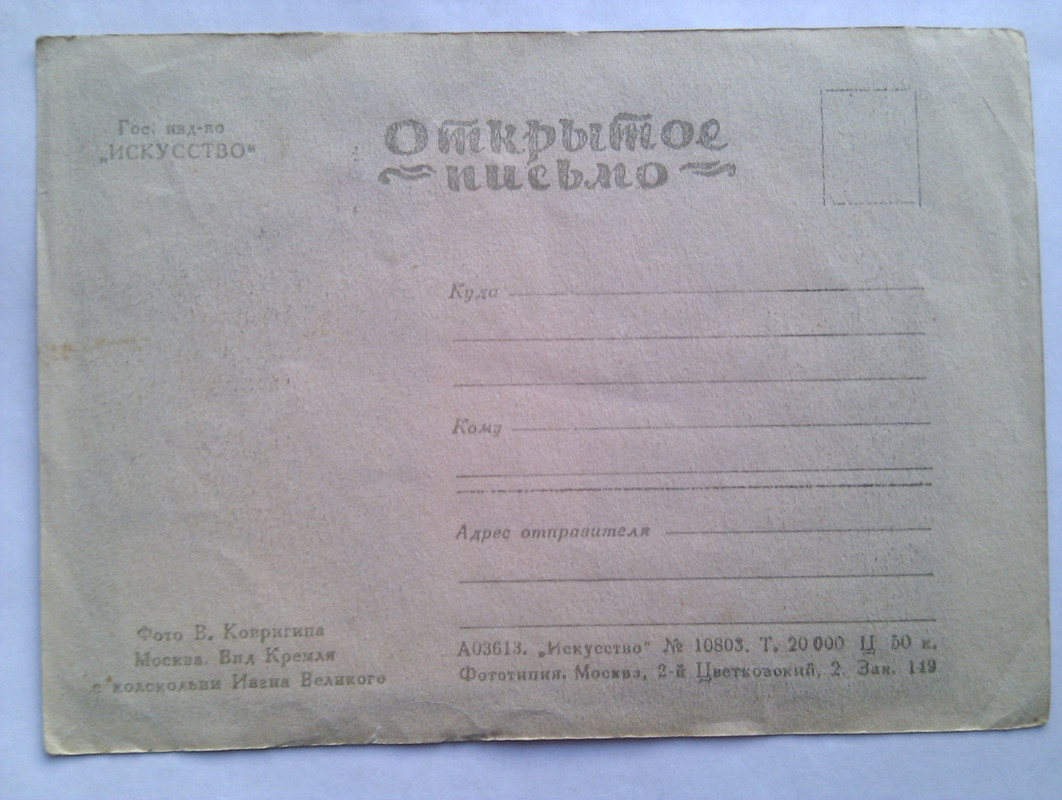 Гос. изд-во
„ИСКУССТВО“
Открытое
письмо
Куда
Кому
Адрес отправителя
Фото В. Ковригина
Москва. Вид Кремля
с колокольни Ивана Великого
А03613. „Искусство“ № 10803. Т. 20 000 Ц 50 к.
Фототипия. Москва, 2-й Цветковский, 2. Зак. 149